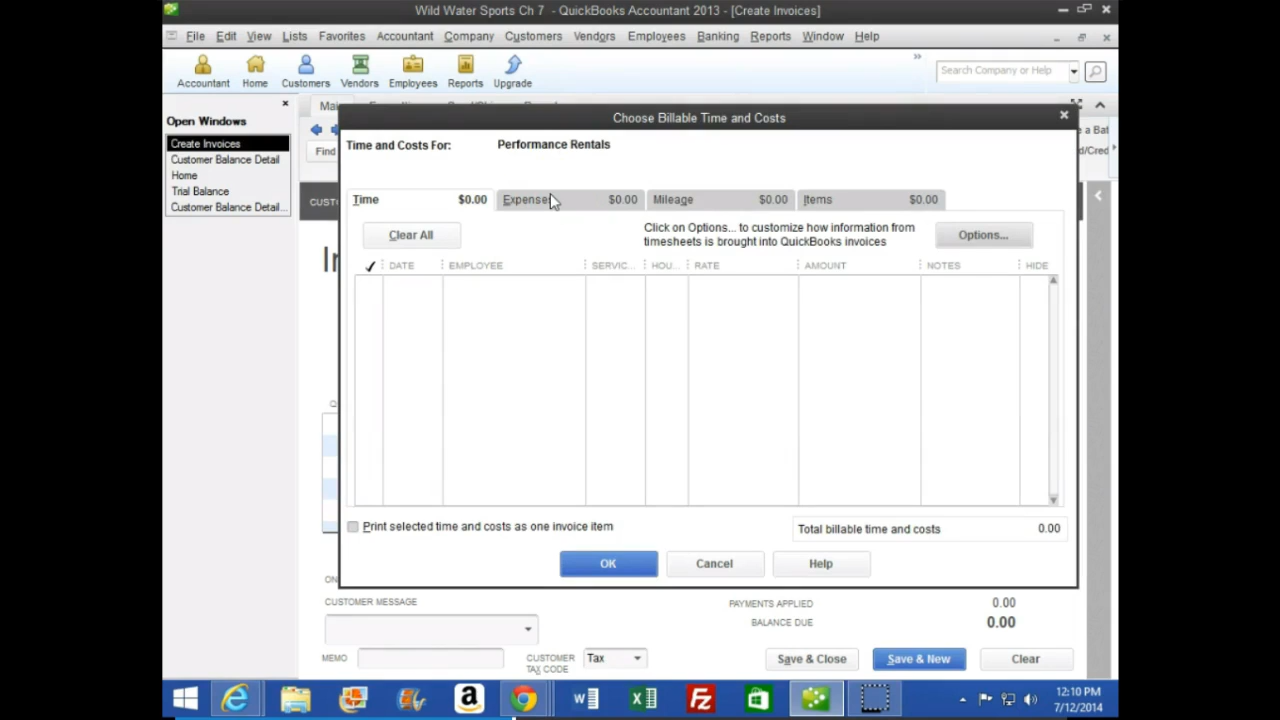 Wild Water Sports Ch 7 - QuickBooks Accountant 2013 - [Create Invoices]
File Edit View Lists Favorites Accountant Company Customers Vendors Employees Banking Reports Window Help
Accountant Home Customers Vendors Employees Reports Upgrade
Search Company or Help
Open Windows
Create Invoices
Customer Balance Detail
Home
Trial Balance
Customer Balance Detail...
Find
Choose Billable Time and Costs
Time and Costs For: Performance Rentals
Time $0.00 Expenses $0.00 Mileage $0.00 Items $0.00
Clear All
Click on Options... to customize how information from
timesheets is brought into QuickBooks invoices
Options...
DATE EMPLOYEE SERVIC... HOU... RATE AMOUNT NOTES HIDE
Print selected time and costs as one invoice item
Total billable time and costs 0.00
OK Cancel Help
CUSTOMER MESSAGE
PAYMENTS APPLIED 0.00
BALANCE DUE 0.00
MEMO
CUSTOMER
TAX CODE
Tax
Save & Close Save & New Clear
12:10 PM
7/12/2014